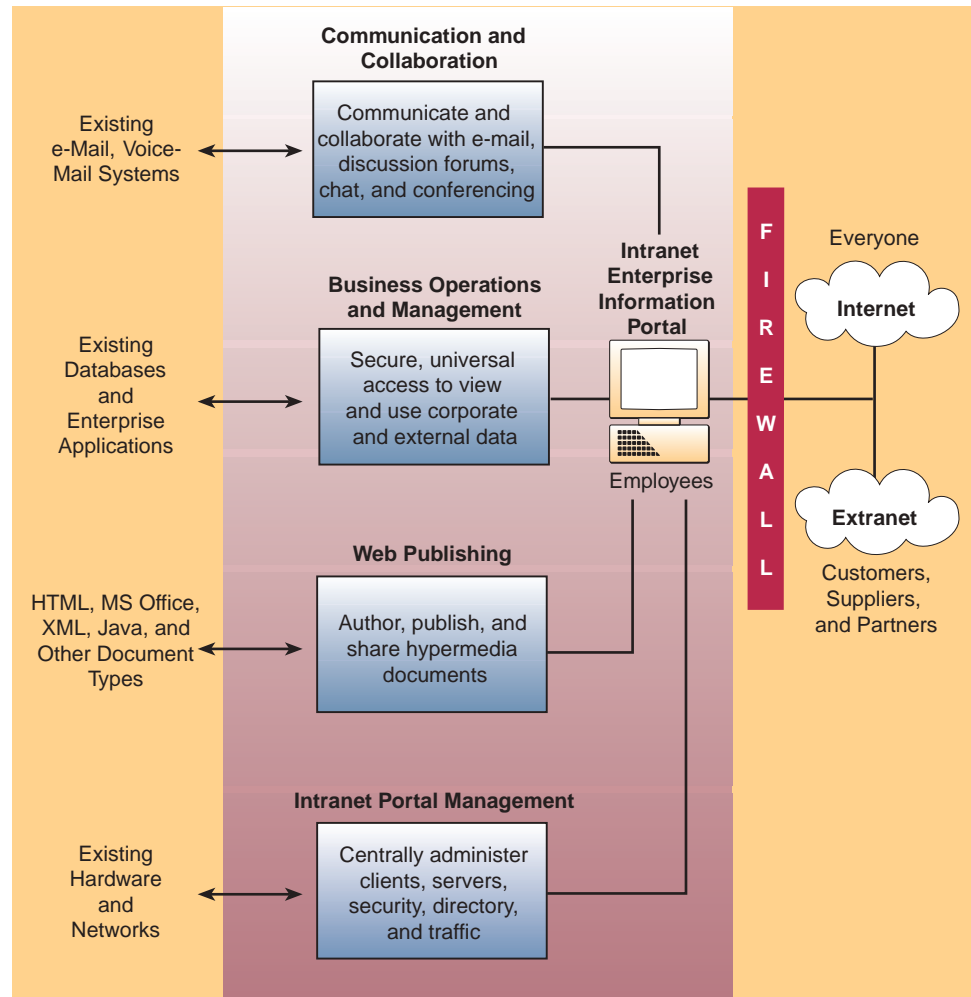 Communication and
Collaboration
Existing
e-Mail, Voice-
Mail Systems
Communicate and
collaborate with e-mail,
discussion forums,
chat, and conferencing
Business Operations
and Management
Existing
Databases
and
Enterprise
Applications
Secure, universal
access to view
and use corporate
and external data
Web Publishing
HTML, MS Office,
XML, Java, and
Other Document
Types
Author, publish, and
share hypermedia
documents
Intranet Portal Management
Existing
Hardware
and
Networks
Centrally administer
clients, servers,
security, directory,
and traffic
Intranet
Enterprise
Information
Portal
Employees
F
I
R
E
W
A
L
L
Everyone
Internet
Extranet
Customers,
Suppliers,
and Partners